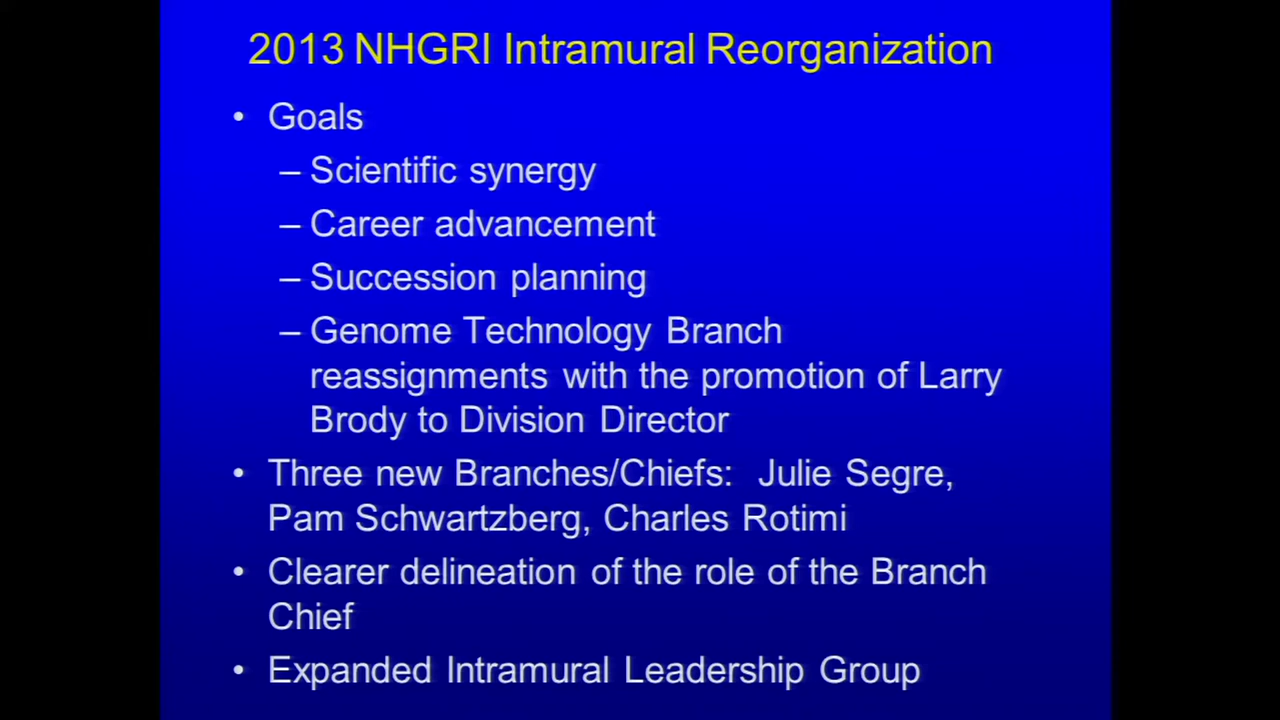 2013 NHGRI Intramural Reorganization
• Goals
– Scientific synergy
– Career advancement
– Succession planning
– Genome Technology Branch
reassignments with the promotion of Larry
Brody to Division Director
• Three new Branches/Chiefs: Julie Segre,
Pam Schwartzberg, Charles Rotimi
• Clearer delineation of the role of the Branch
Chief
• Expanded Intramural Leadership Group